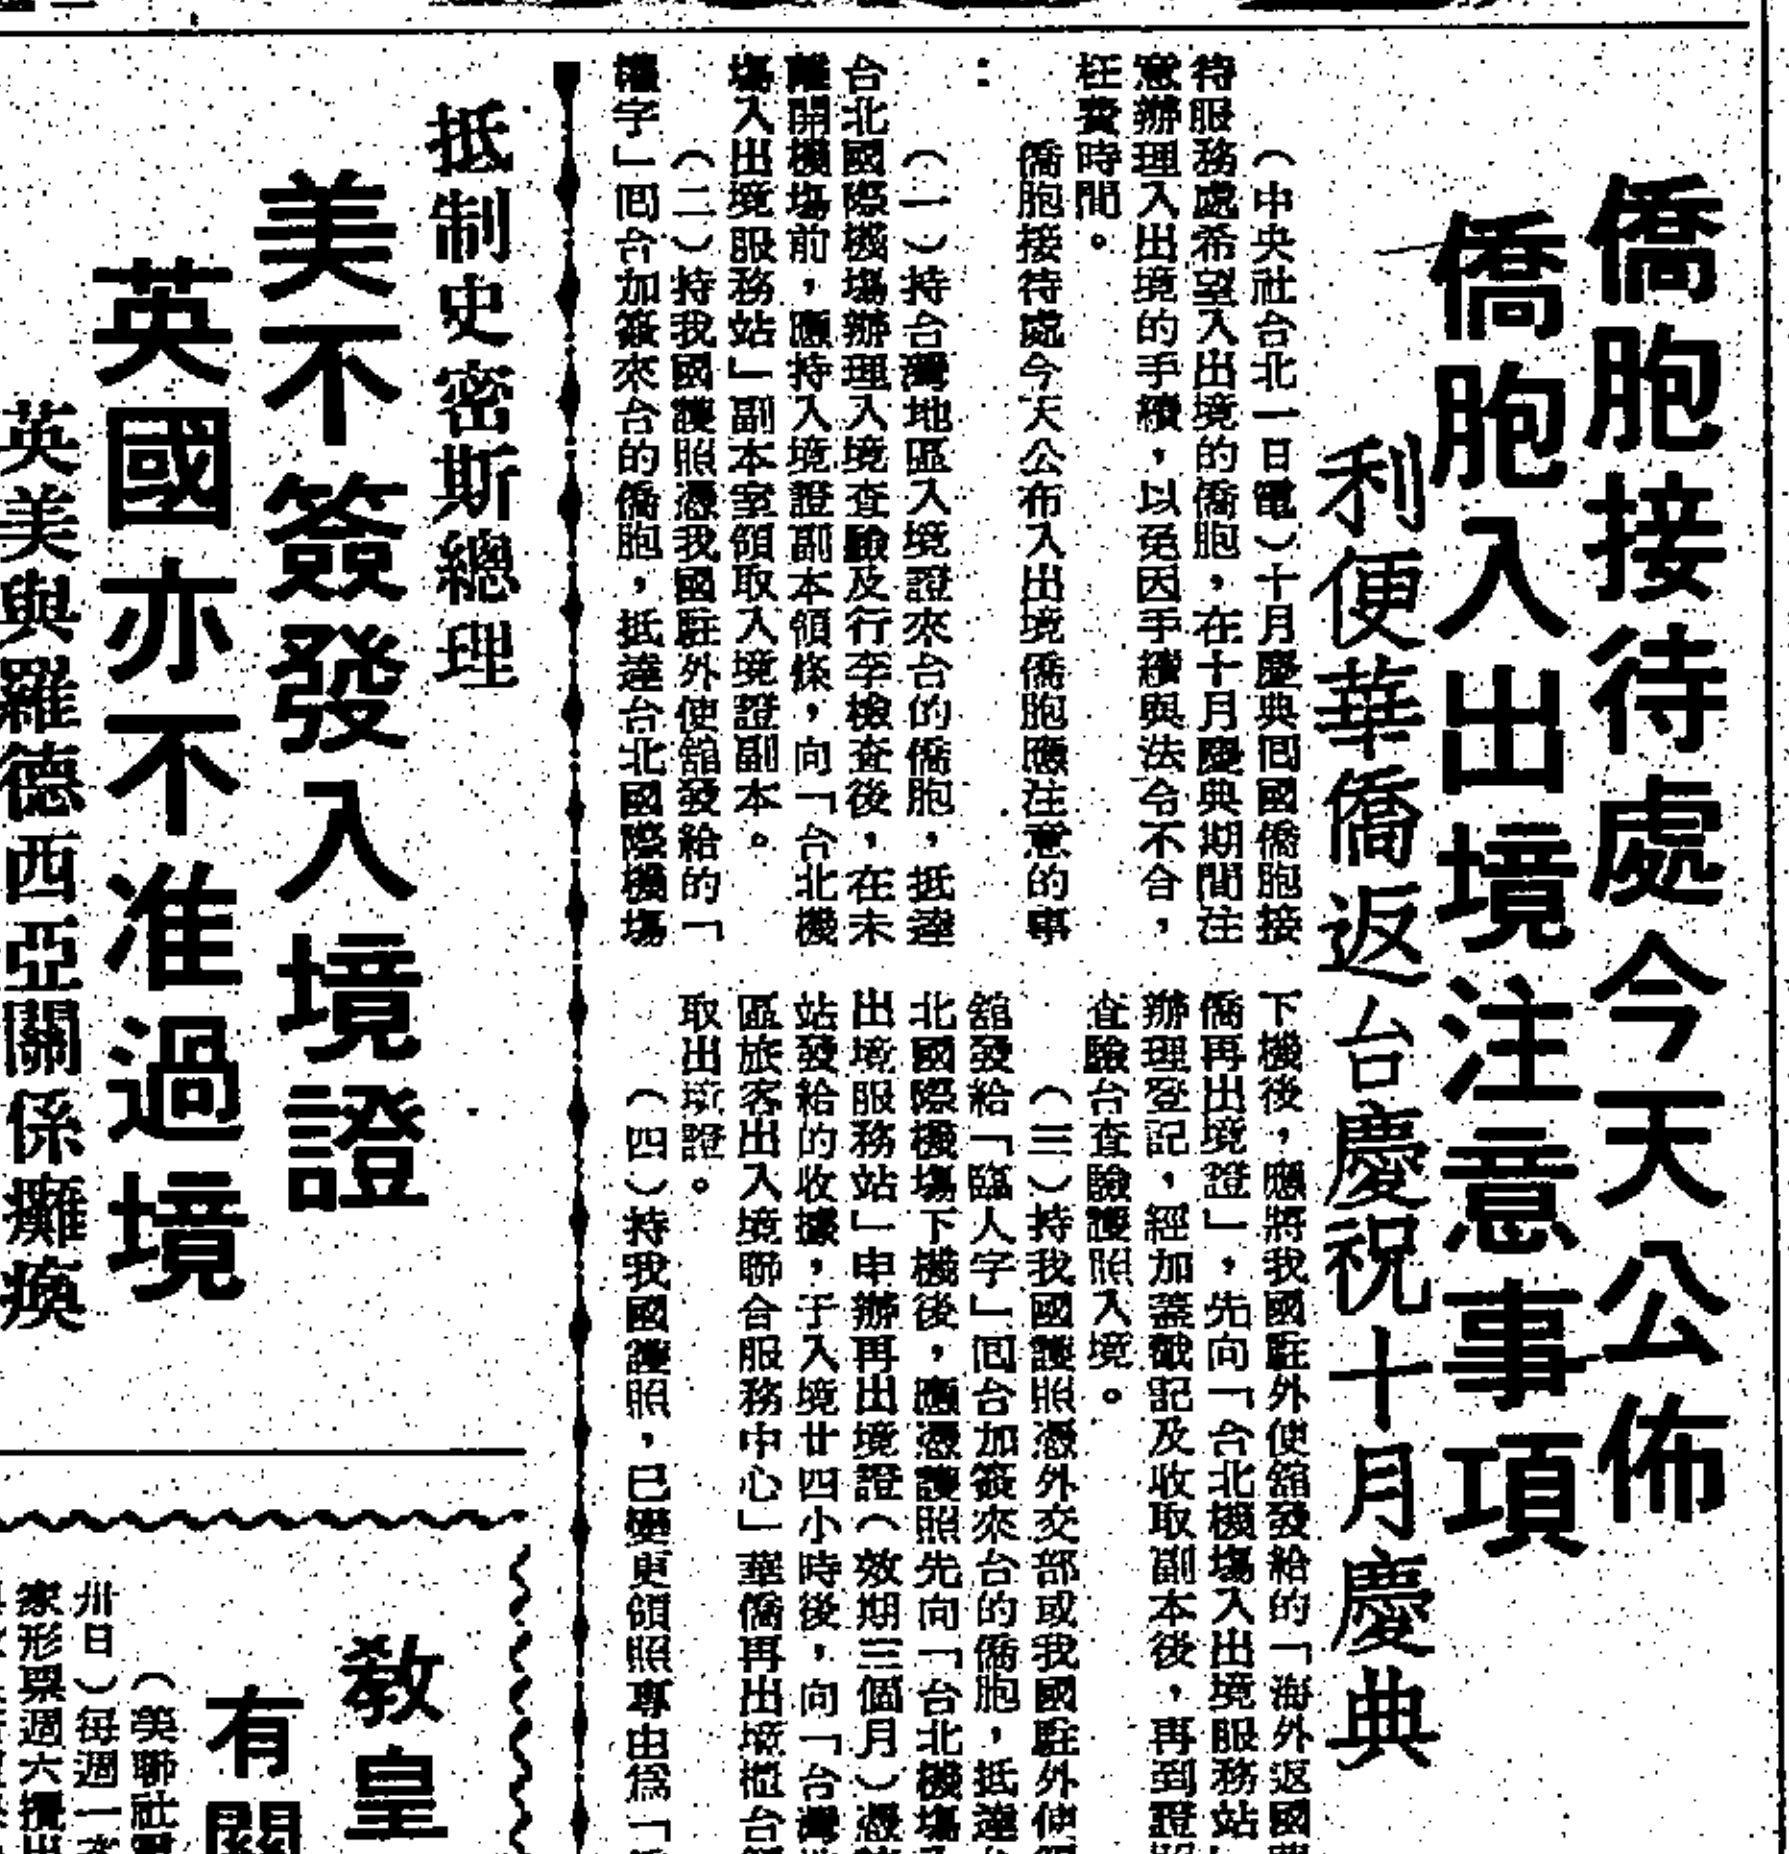 僑胞接待處今天公佈
僑胞入出境注意事項
利便華僑返台慶祝十月慶典
（中央社台北一日電）十月慶典囘國僑胞接
待服務處希望入出境的僑胞，在十月慶典期間注
意辦理入出境的手續，以免因手續與法令不合，
枉費時間。
僑胞接待處今天公布入出境僑胞應注意的事
：
（一）持台灣地區入境證來台的僑胞，抵達
台北國際機場辦理入境查驗及行李檢查後，在未
離開機場前，應持入境證副本領條，向「台北機
場入出境服務站」副本室領取入境證副本。
（二）持我國護照憑我國駐外使舘發給的「
字」囘台加簽來台的僑胞，抵達台北國際機場
下機後，應將我國駐外使舘發給的「海外返國
僑再出境證」，先向「台北機場入出境服務站
辦理登記，經加蓋戳記及收取副本後，再到證照
查驗台查驗護照入境。
（三）持我國護照憑外交部或我國駐外使
舘發給「臨人字」囘台加簽來台的僑胞，抵達
北國際機場下機後，應憑護照先向「台北機場
出境服務站」申辦再出境證（效期三個月）憑
站發給的收據，于入境廿四小時後，向「台灣
區旅客出入境聯合服務中心」華僑再出境櫃台
取出境證。
（四）持我國護照，已變更領照事由爲「
抵制史密斯總理
美不簽發入境證
英國亦不准過境
英美與羅德西亞關係癱瘓
教皇
有關
（美聯社
卅日）每週一
家形票週六攪出